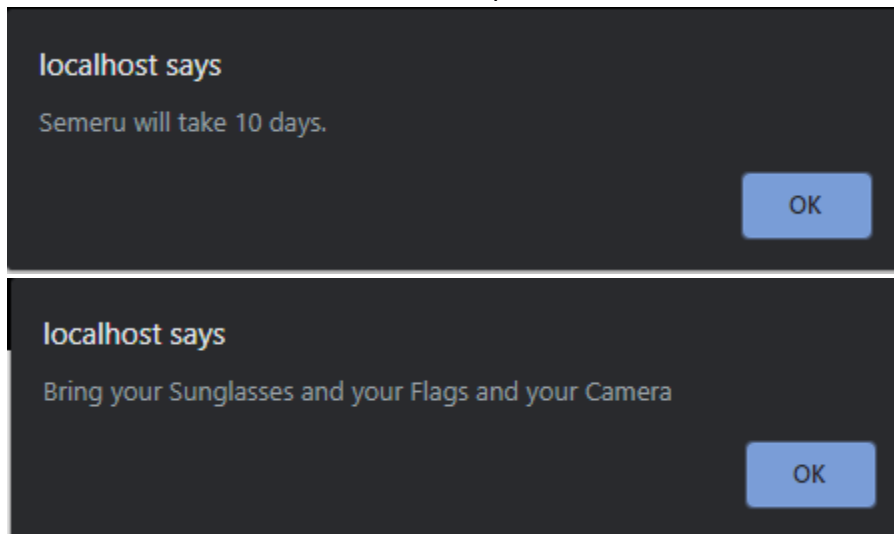 localhost says
Semeru will take 10 days.
OK
localhost says
Bring your Sunglasses and your Flags and your Camera
OK